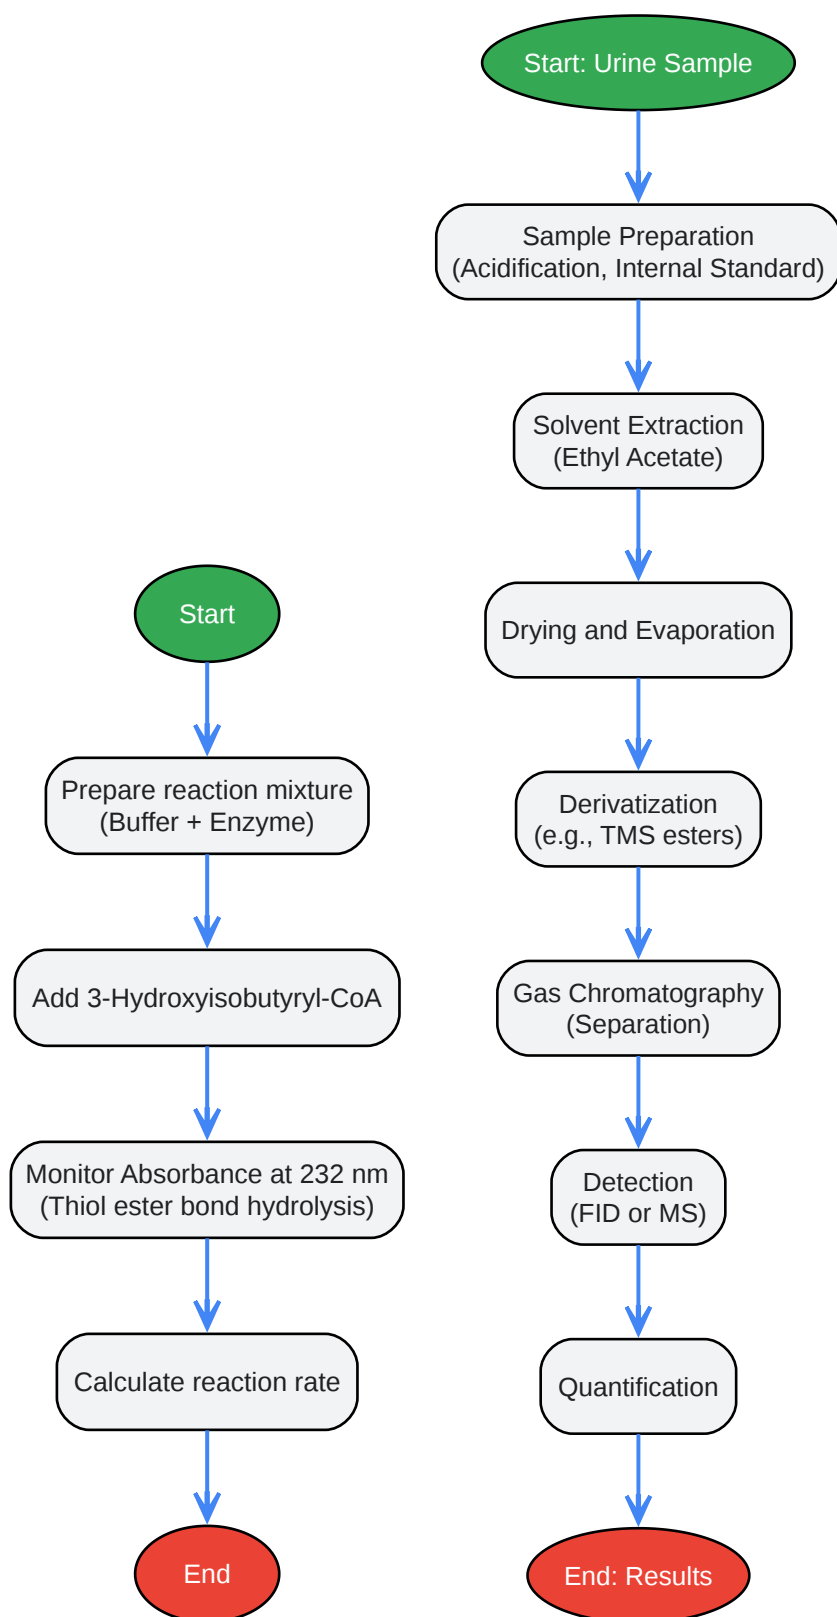 Start: Urine Sample
Sample Preparation
(Acidification, Internal Standard)
Solvent Extraction
(Ethyl Acetate)
Drying and Evaporation
Derivatization
(e.g., TMS esters)
Gas Chromatography
(Separation)
Detection
(FID or MS)
Quantification
End: Results
Start
Prepare reaction mixture
(Buffer + Enzyme)
Add 3-Hydroxyisobutyryl-CoA
Monitor Absorbance at 232 nm
(Thiol ester bond hydrolysis)
Calculate reaction rate
End